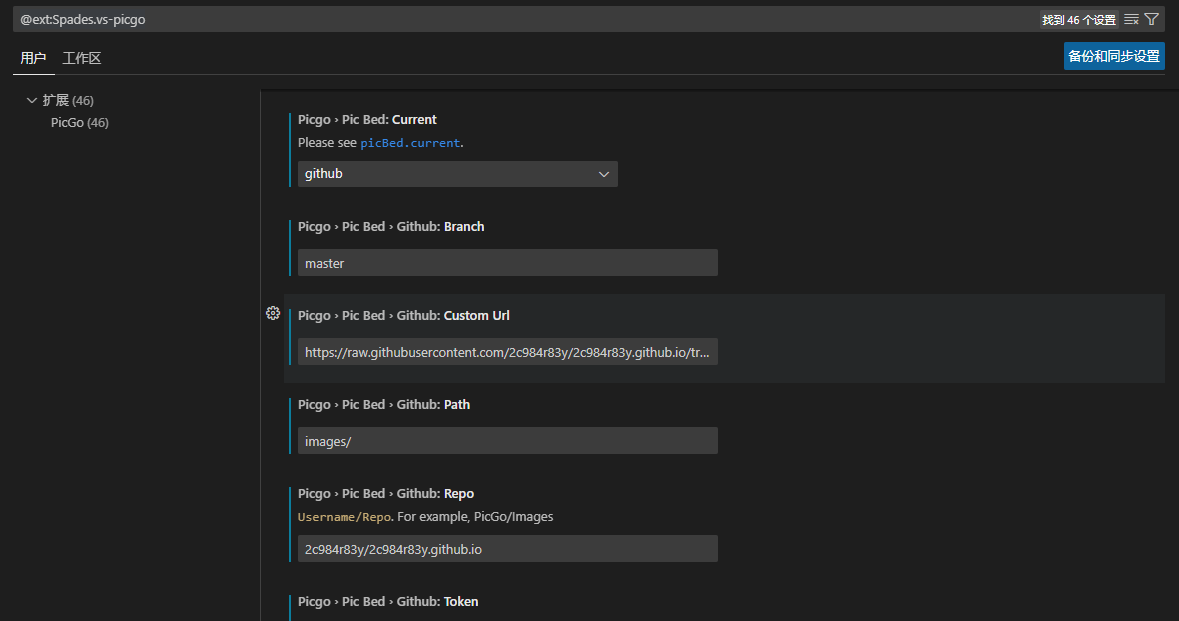 @ext:Spades.vs-picgo
找到 46 个设置
用户 工作区
备份和同步设置
扩展 (46)
PicGo (46)
Picgo › Pic Bed: Current
Please see picBed.current.
github
Picgo › Pic Bed › Github: Branch
master
Picgo › Pic Bed › Github: Custom Url
https://raw.githubusercontent.com/2c984r83y/2c984r83y.github.io/tr...
Picgo › Pic Bed › Github: Path
images/
Picgo › Pic Bed › Github: Repo
Username/Repo. For example, PicGo/Images
2c984r83y/2c984r83y.github.io
Picgo › Pic Bed › Github: Token